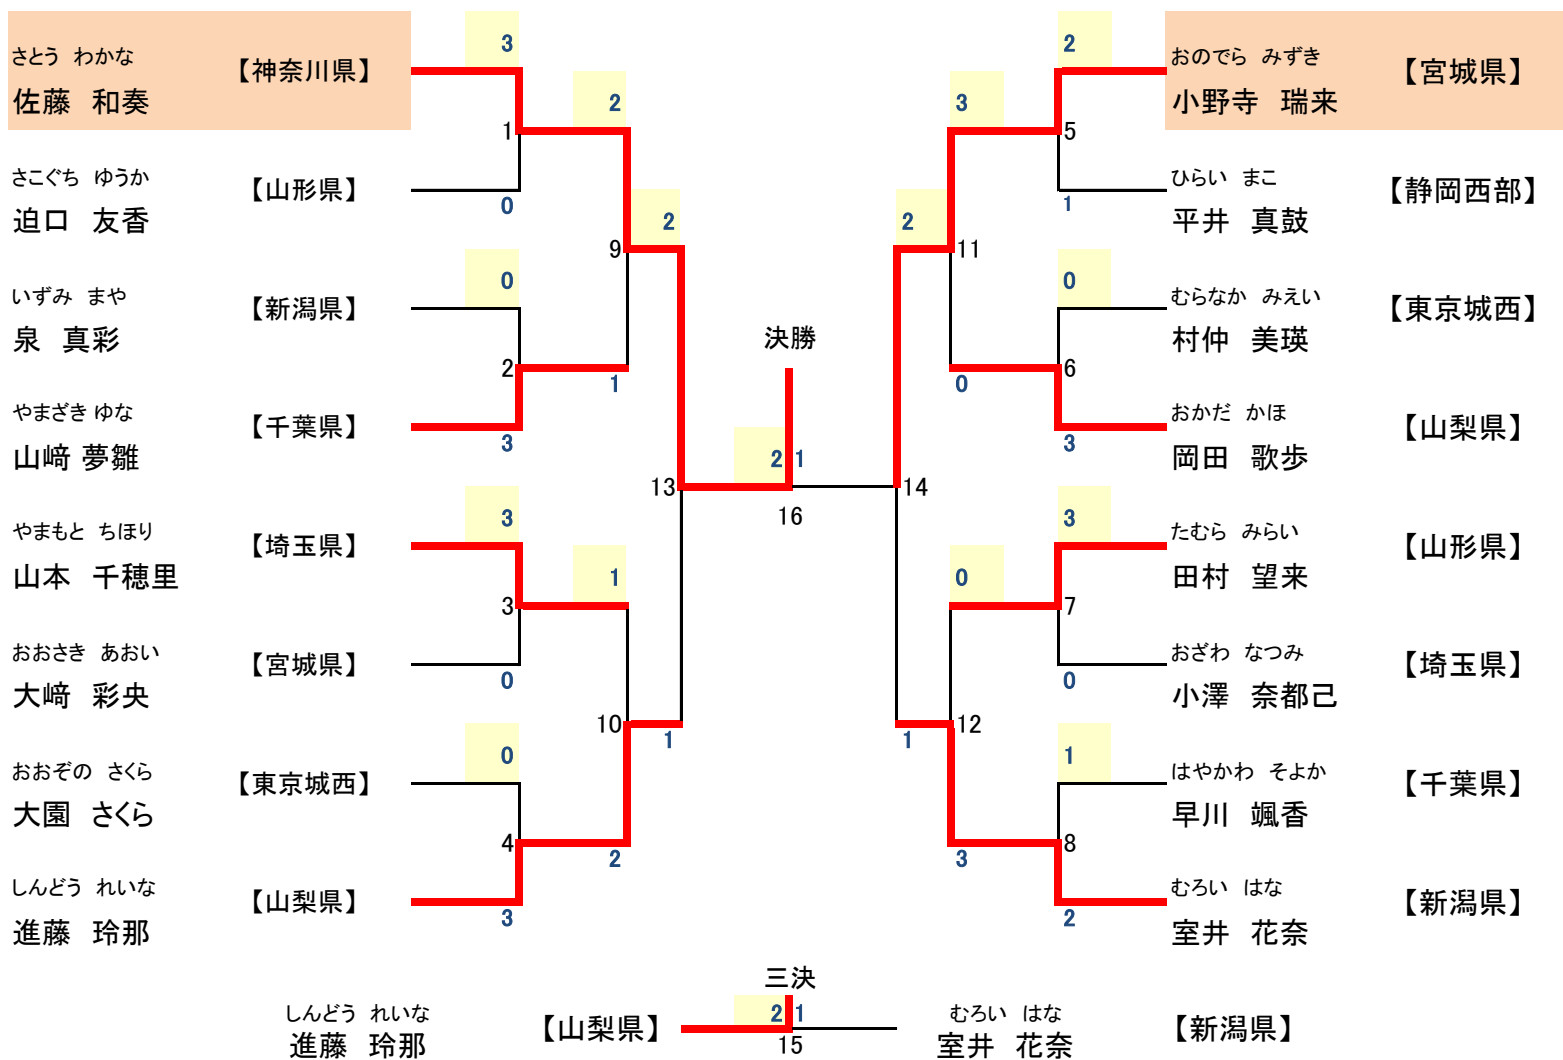 さとう わかな
佐藤 和奏
【神奈川県】
3
2
1
さこぐち ゆうか
迫口 友香
【山形県】
0
2
9
いずみ まや
泉 真彩
【新潟県】
0
2
1
やまざき ゆな
山﨑 夢雛
【千葉県】
3
13
やまもと ちほり
山本 千穂里
【埼玉県】
3
1
3
おおさき あおい
大﨑 彩央
【宮城県】
0
10
1
おおぞの さくら
大園 さくら
【東京城西】
0
4
2
しんどう れいな
進藤 玲那
【山梨県】
3
決勝
2 1
16
2
おのでら みずき
小野寺 瑞来
【宮城県】
3
5
ひらい まこ
平井 真鼓
【静岡西部】
1
2
11
0
むらなか みえい
村仲 美瑛
【東京城西】
6
0
おかだ かほ
岡田 歌歩
【山梨県】
3
14
3
たむら みらい
田村 望来
【山形県】
0
7
おざわ なつみ
小澤 奈都己
【埼玉県】
0
12
1
1
はやかわ そよか
早川 颯香
【千葉県】
8
3
むろい はな
室井 花奈
【新潟県】
2
三決
しんどう れいな
進藤 玲那
【山梨県】
2 1
15
むろい はな
室井 花奈
【新潟県】